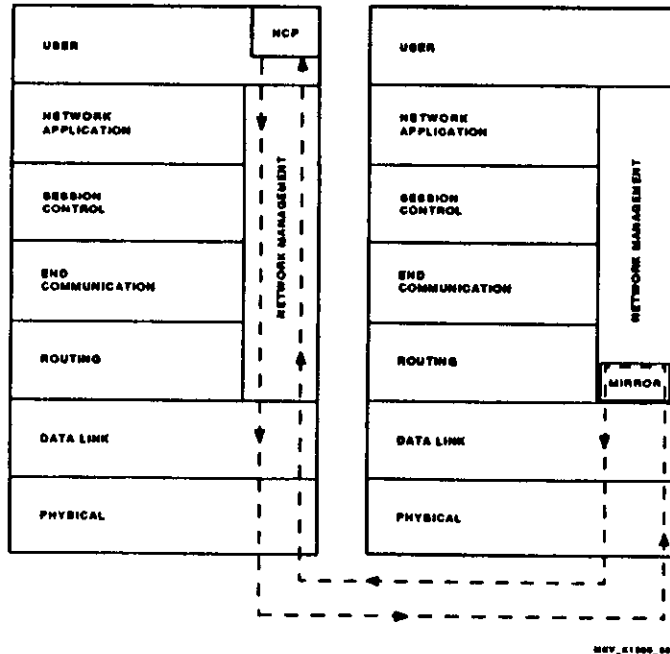 USER
NCP
NETWORK
APPLICATION
SESSION
CONTROL
END
COMMUNICATION
ROUTING
NETWORK MANAGEMENT
DATA LINK
PHYSICAL
USER
NETWORK
APPLICATION
SESSION
CONTROL
END
COMMUNICATION
ROUTING
NETWORK MANAGEMENT
MIRROR
DATA LINK
PHYSICAL